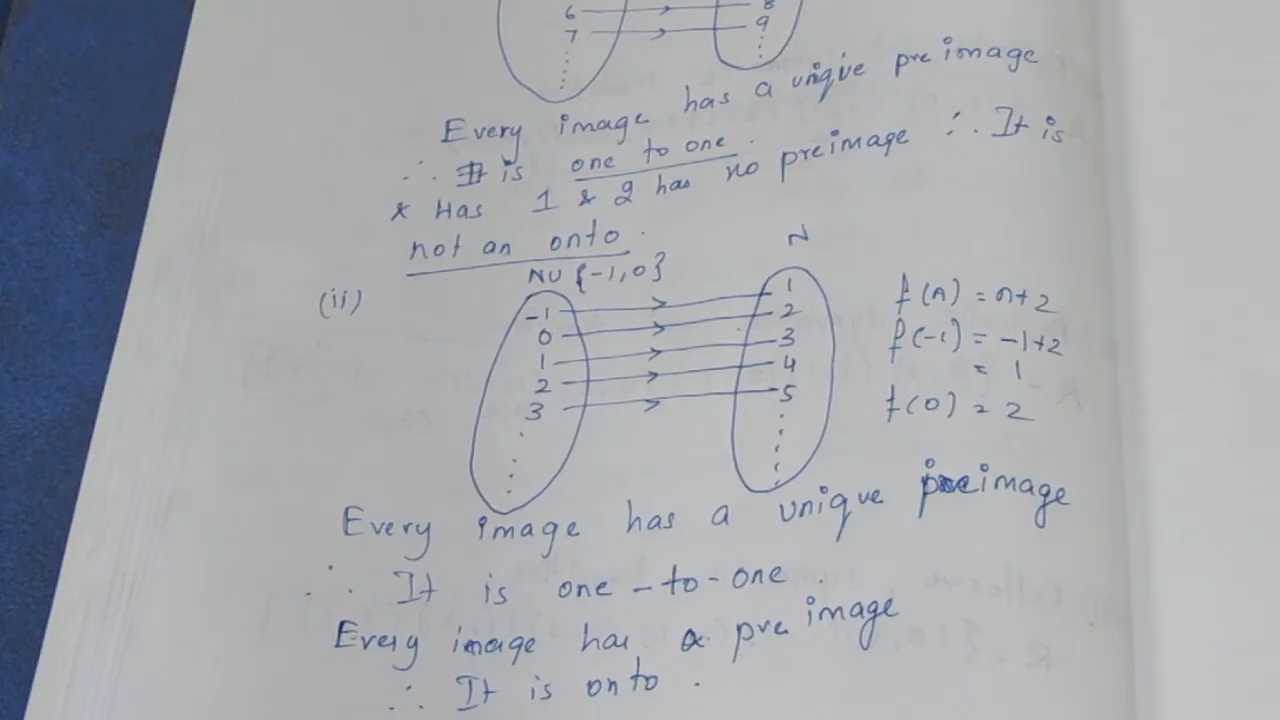 6 8
7 9
Every image has a unique preimage
∴ It is one to one.
* Has 1 & 2 has no preimage ∴ It is
not an onto.
(ii) NU{-1,0} N
-1 1
0 2
1 3
2 4
3 5
f(n) = n+2
f(-1) = -1+2
= 1
f(0) = 2
Every image has a unique preimage
∴ It is one-to-one.
Every image has a pre image
∴ It is onto.